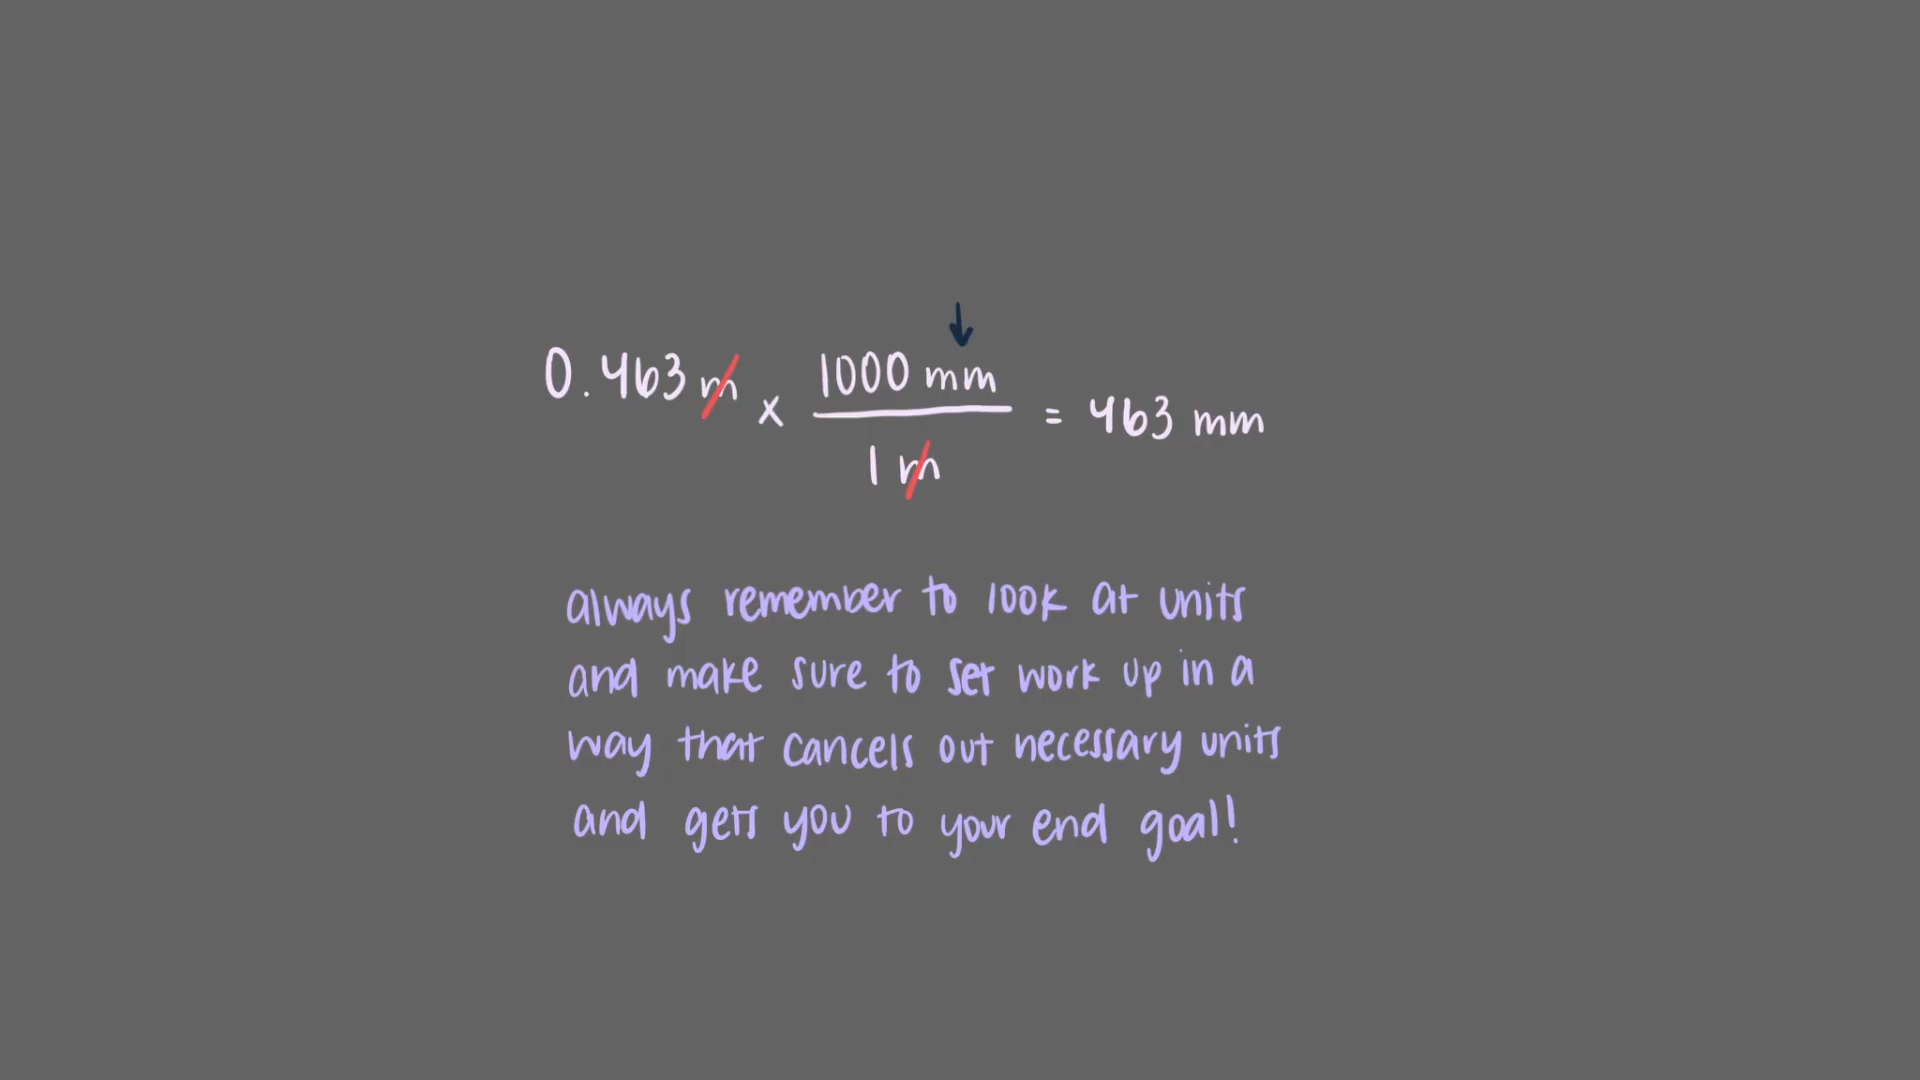 0.463 m x 1000 mm / 1 m = 463 mm
always remember to look at units
and make sure to set work up in a
way that cancels out necessary units
and gets you to your end goal!